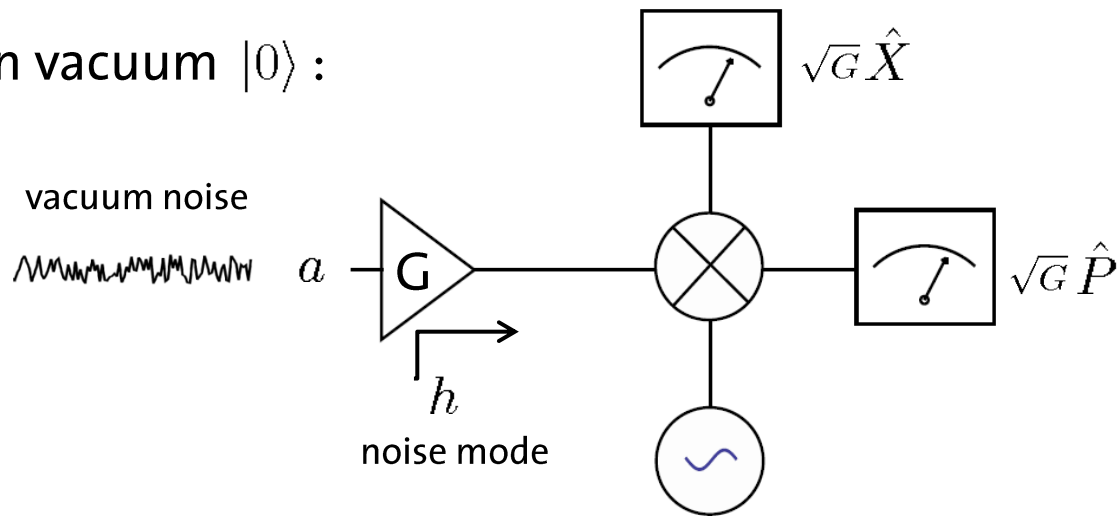 n vacuum |0⟩ :
√G X̂
vacuum noise
a
G
√G P̂
h
noise mode